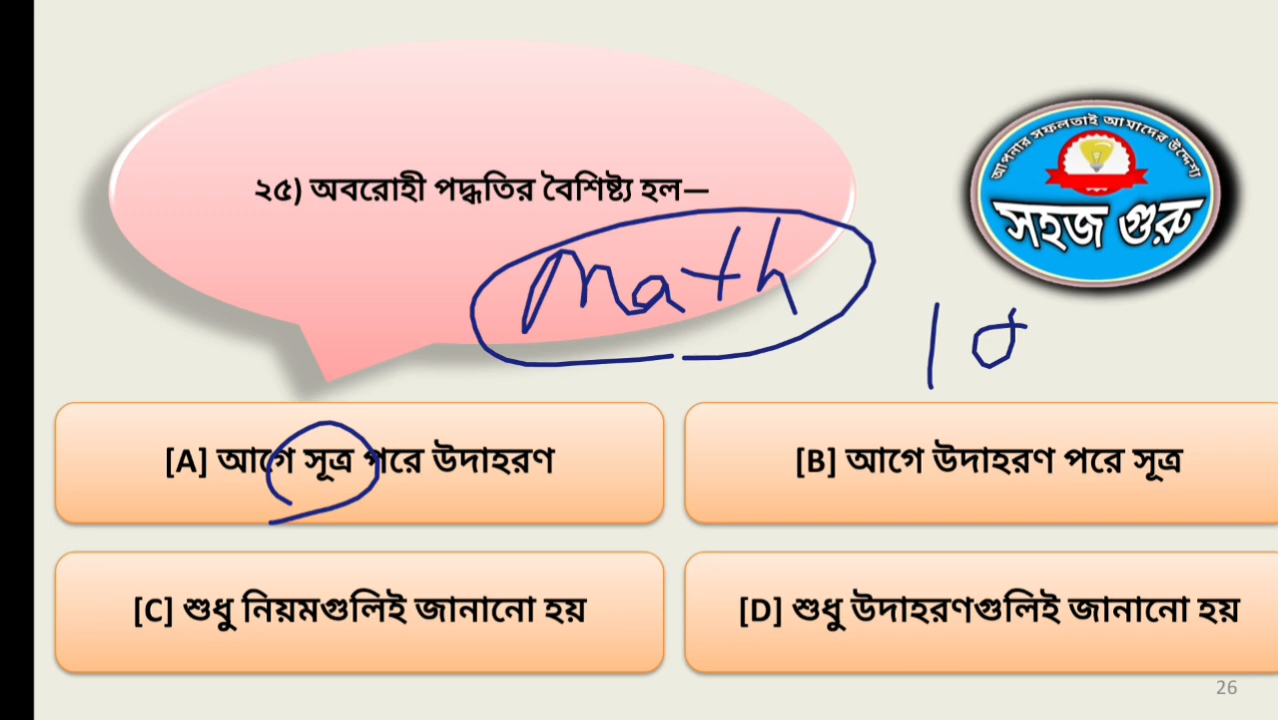 ২৫) অবরোহী পদ্ধতির বৈশিষ্ট্য হল—
আপনার সফলতাই আমাদের উদ্দেশ্য
সহজ গুরু
Math
[A] আগে সূত্র পরে উদাহরণ
[B] আগে উদাহরণ পরে সূত্র
[C] শুধু নিয়মগুলিই জানানো হয়
[D] শুধু উদাহরণগুলিই জানানো হয়
26